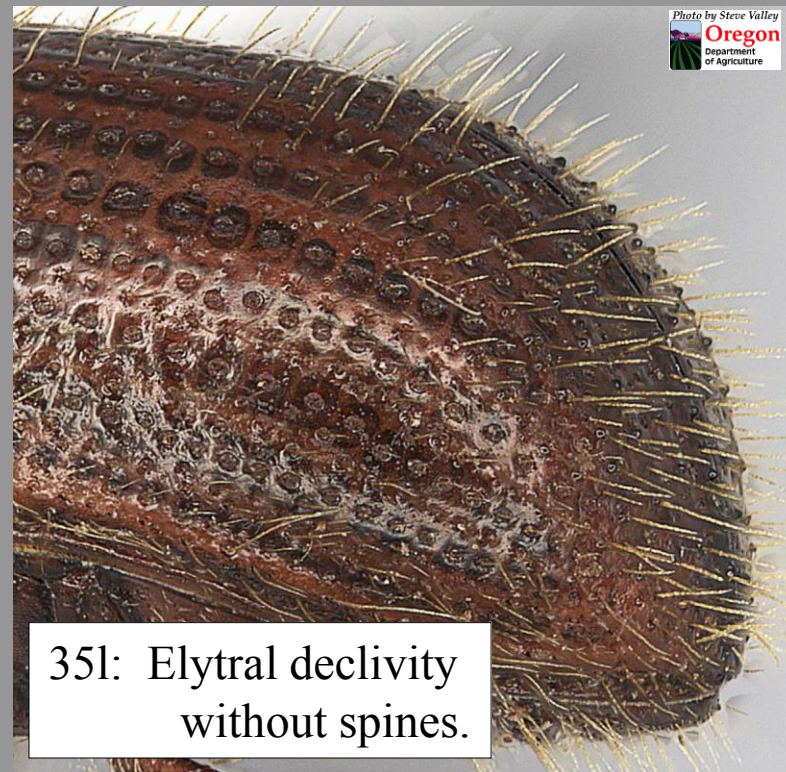 Photo by Steve Valley
Oregon
Department
of Agriculture
35l: Elytral declivity
without spines.